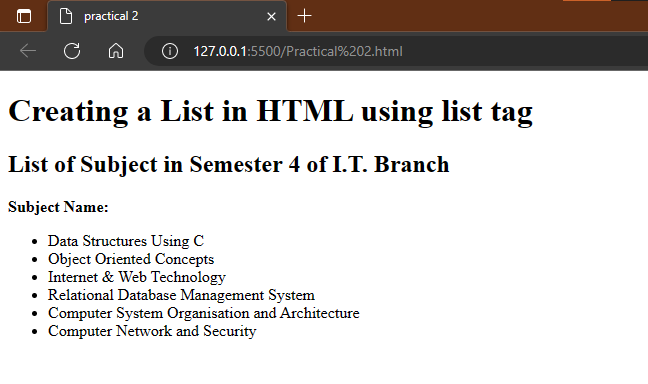 practical 2
127.0.0.1:5500/Practical%202.html
Creating a List in HTML using list tag
List of Subject in Semester 4 of I.T. Branch
Subject Name:
Data Structures Using C
Object Oriented Concepts
Internet & Web Technology
Relational Database Management System
Computer System Organisation and Architecture
Computer Network and Security